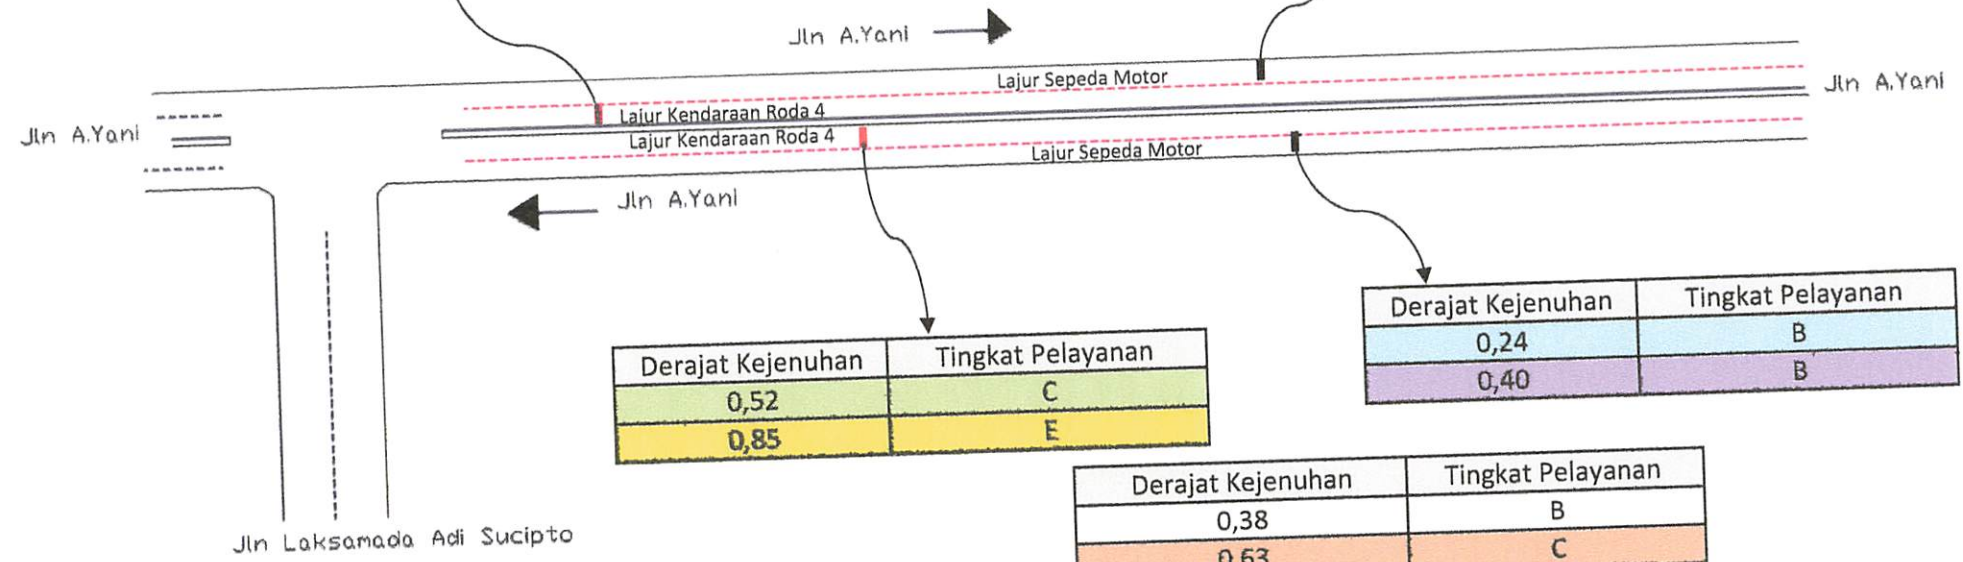 Jln A.Yani
Lajur Sepeda Motor
Jln A.Yani
Lajur Kendaraan Roda 4
Jln A.Yani
Lajur Kendaraan Roda 4
Lajur Sepeda Motor
Jln A.Yani
Derajat Kejenuhan Tingkat Pelayanan
0,24 B
0,40 B
Derajat Kejenuhan Tingkat Pelayanan
0,52 C
0,85 E
Derajat Kejenuhan Tingkat Pelayanan
0,38 B
0,63 C
Jln Laksamada Adi Sucipto